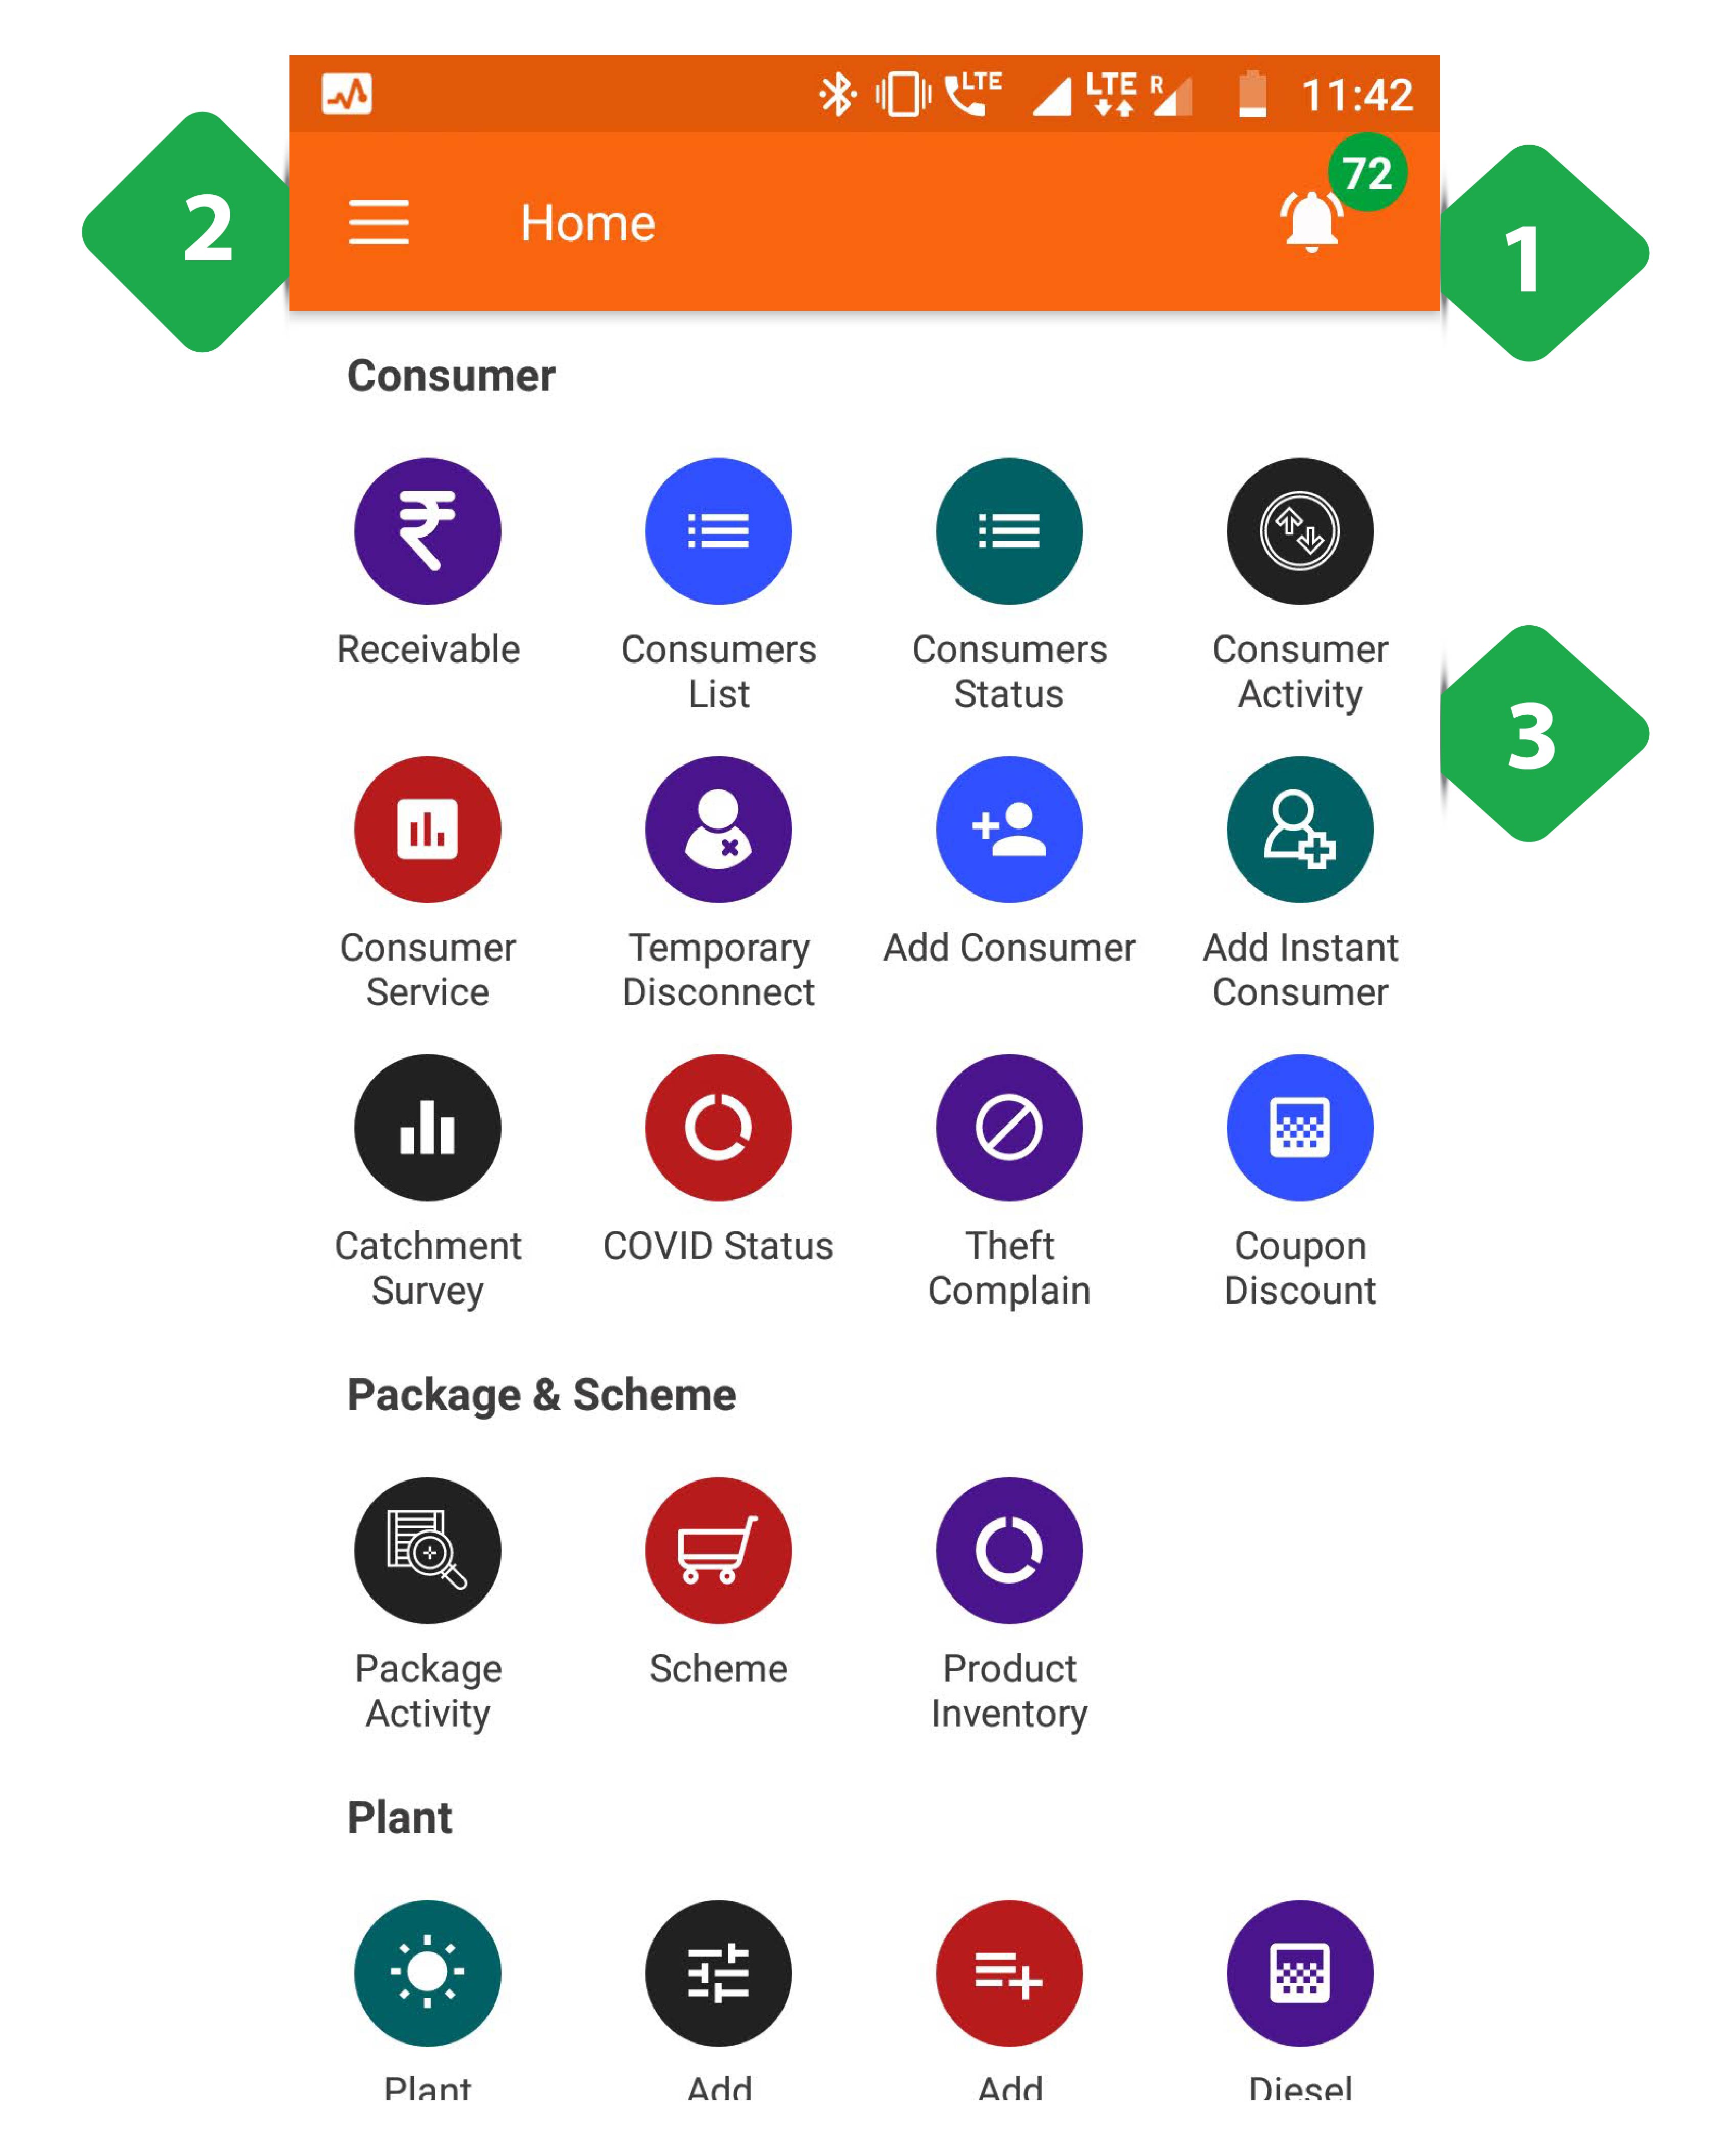 LTE LTE R 11:42
72
2
Home
1
Consumer
Receivable
Consumers
List
Consumers
Status
Consumer
Activity
3
Consumer
Service
Temporary
Disconnect
Add Consumer
Add Instant
Consumer
Catchment
Survey
COVID Status
Theft
Complain
Coupon
Discount
Package & Scheme
Package
Activity
Scheme
Product
Inventory
Plant
Plant
Add
Add
Diesel